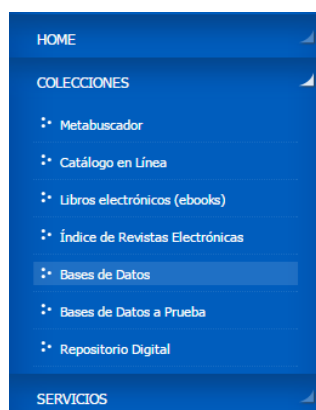 HOME
COLECCIONES
Metabuscador
Catálogo en Línea
Libros electrónicos (ebooks)
Índice de Revistas Electrónicas
Bases de Datos
Bases de Datos a Prueba
Repositorio Digital
SERVICIOS